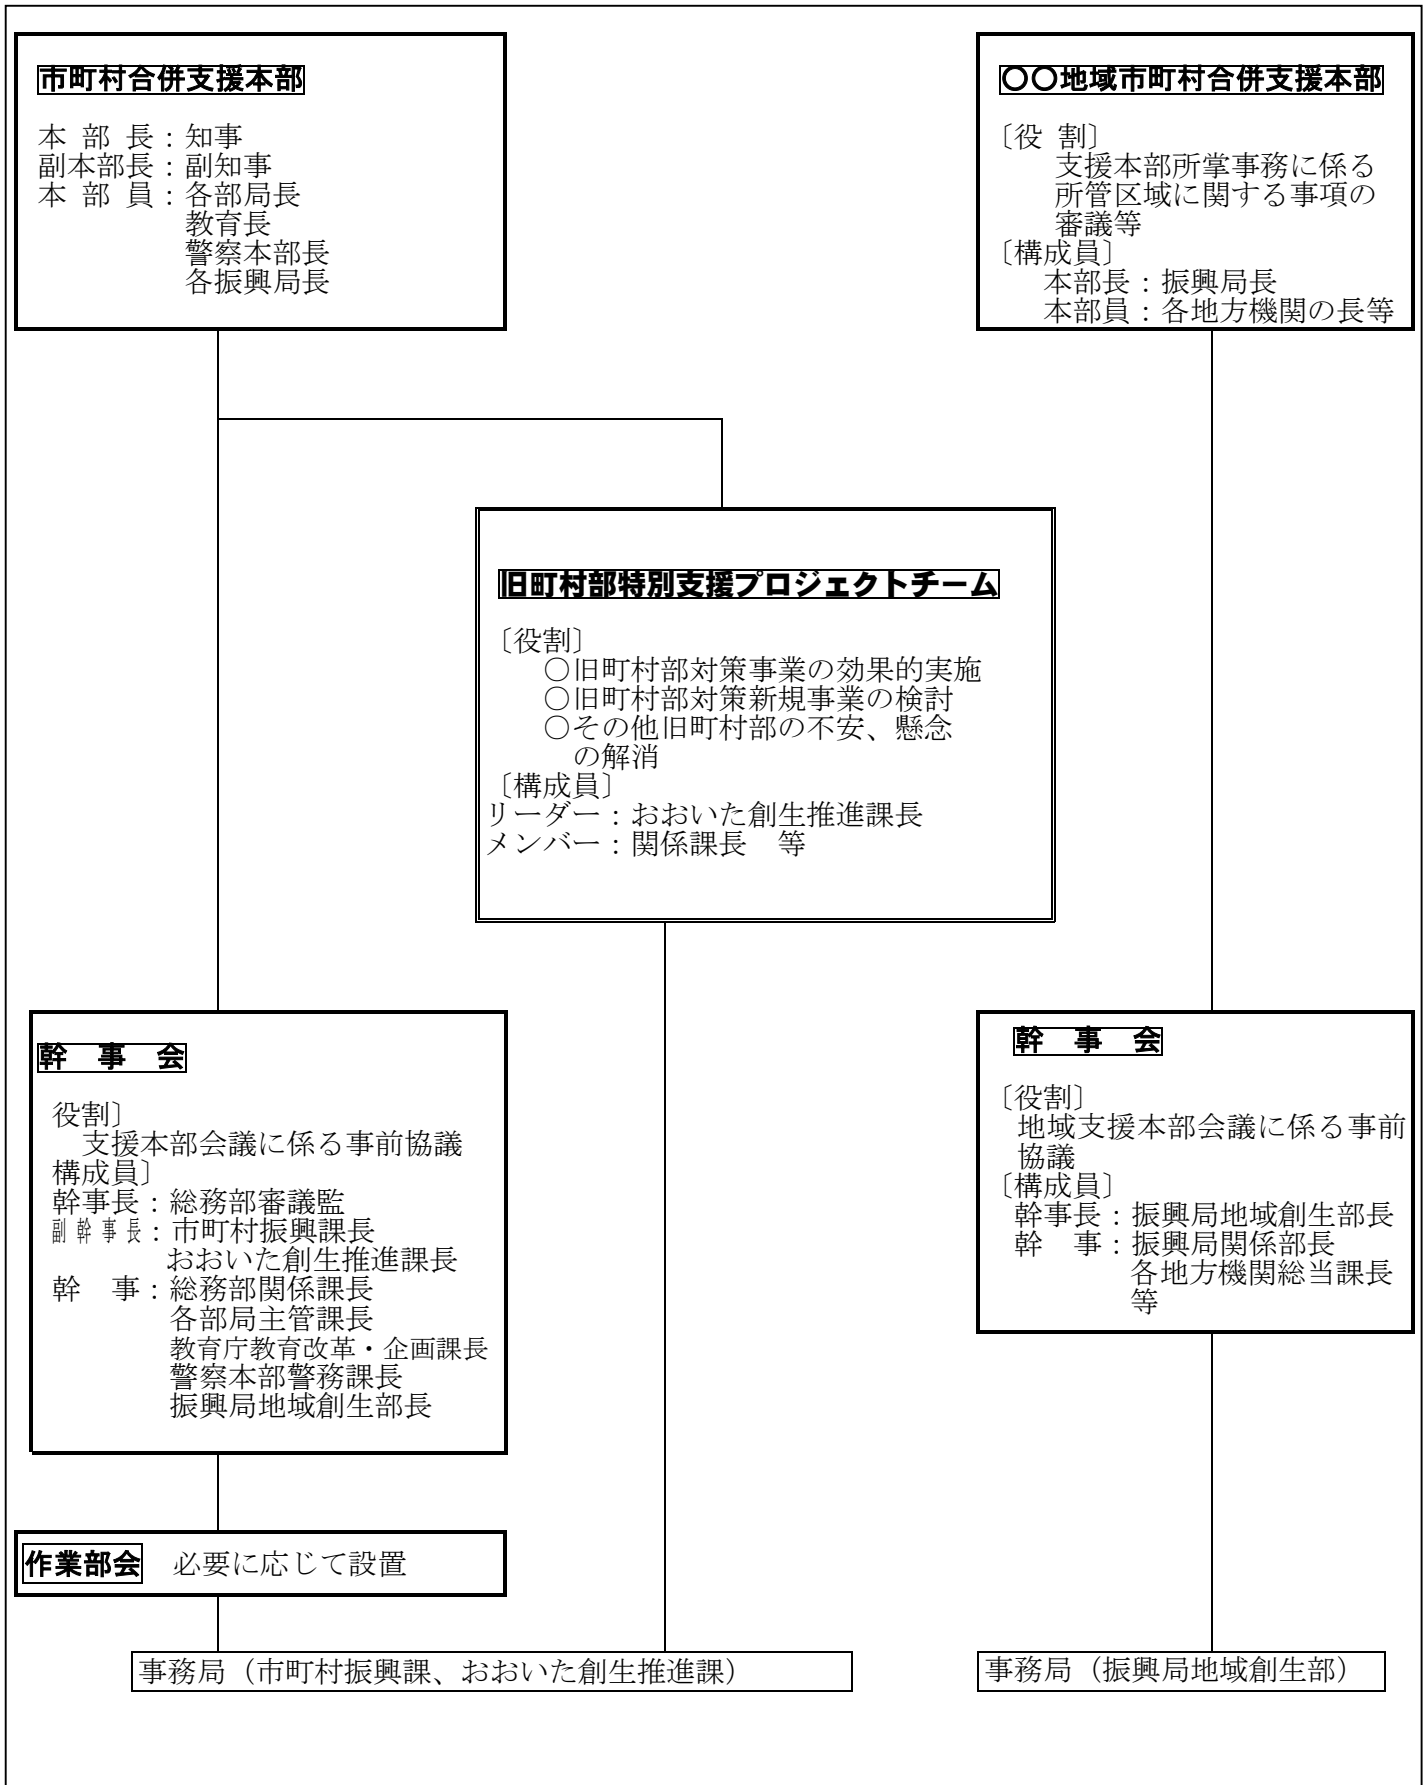 市町村合併支援本部
本 部 長：知事
副本部長：副知事
本 部 員：各部局長
教育長
警察本部長
各振興局長
〇〇地域市町村合併支援本部
〔役 割〕
支援本部所掌事務に係る
所管区域に関する事項の
審議等
〔構成員〕
本部長：振興局長
本部員：各地方機関の長等
旧町村部特別支援プロジェクトチーム
〔役割〕
○旧町村部対策事業の効果的実施
○旧町村部対策新規事業の検討
○その他旧町村部の不安、懸念
の解消
〔構成員〕
リーダー：おおいた創生推進課長
メンバー：関係課長　等
幹　事　会
役割〕
支援本部会議に係る事前協議
構成員〕
幹事長：総務部審議監
副幹事長：市町村振興課長
おおいた創生推進課長
幹　事：総務部関係課長
各部局主管課長
教育庁教育改革・企画課長
警察本部警務課長
振興局地域創生部長
幹　事　会
〔役割〕
地域支援本部会議に係る事前
協議
〔構成員〕
幹事長：振興局地域創生部長
幹　事：振興局関係部長
各地方機関総当課長
等
作業部会　必要に応じて設置
事務局（市町村振興課、おおいた創生推進課）
事務局（振興局地域創生部）